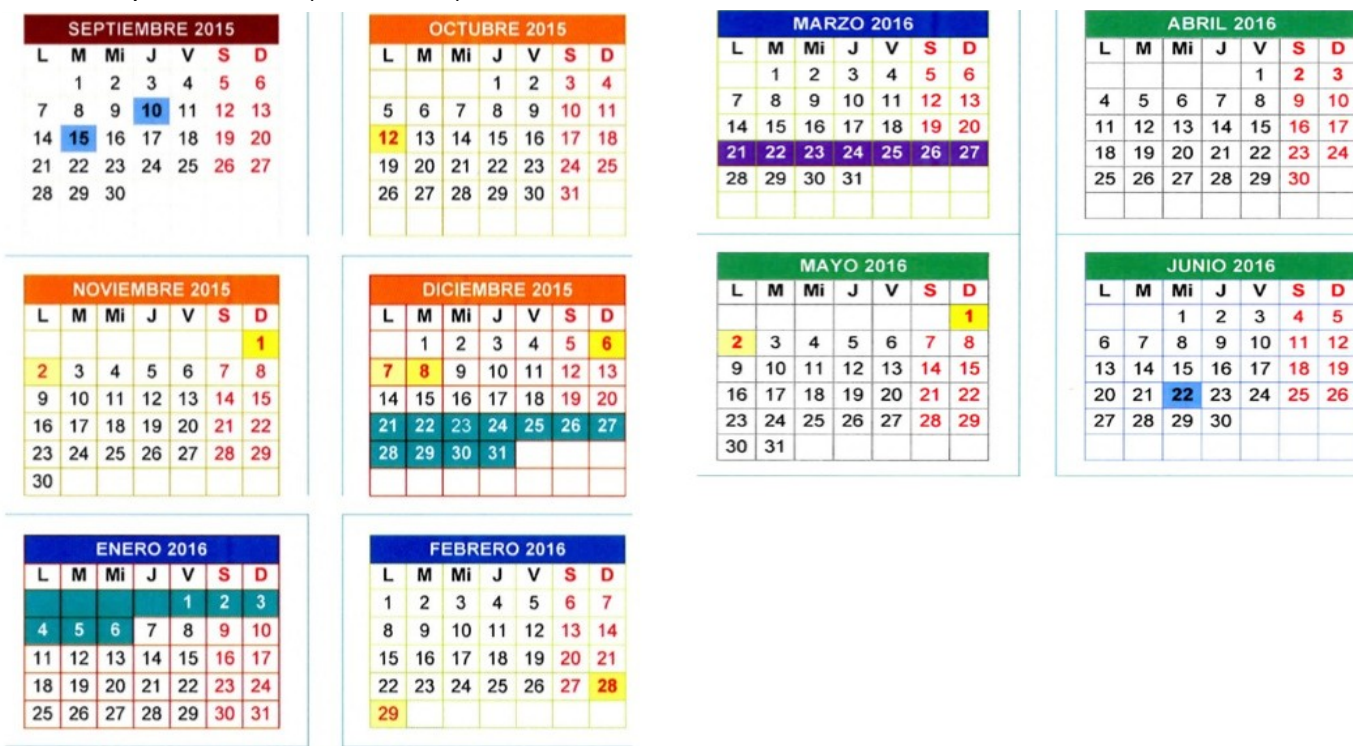 SEPTIEMBRE 2015
L M Mi J V S D
1 2 3 4 5 6
7 8 9 10 11 12 13
14 15 16 17 18 19 20
21 22 23 24 25 26 27
28 29 30
OCTUBRE 2015
L M Mi J V S D
1 2 3 4
5 6 7 8 9 10 11
12 13 14 15 16 17 18
19 20 21 22 23 24 25
26 27 28 29 30 31
MARZO 2016
L M Mi J V S D
1 2 3 4 5 6
7 8 9 10 11 12 13
14 15 16 17 18 19 20
21 22 23 24 25 26 27
28 29 30 31
ABRIL 2016
L M Mi J V S D
1 2 3
4 5 6 7 8 9 10
11 12 13 14 15 16 17
18 19 20 21 22 23 24
25 26 27 28 29 30
NOVIEMBRE 2015
L M Mi J V S D
1
2 3 4 5 6 7 8
9 10 11 12 13 14 15
16 17 18 19 20 21 22
23 24 25 26 27 28 29
30
DICIEMBRE 2015
L M Mi J V S D
1 2 3 4 5 6
7 8 9 10 11 12 13
14 15 16 17 18 19 20
21 22 23 24 25 26 27
28 29 30 31
MAYO 2016
L M Mi J V S D
1
2 3 4 5 6 7 8
9 10 11 12 13 14 15
16 17 18 19 20 21 22
23 24 25 26 27 28 29
30 31
JUNIO 2016
L M Mi J V S D
1 2 3 4 5
6 7 8 9 10 11 12
13 14 15 16 17 18 19
20 21 22 23 24 25 26
27 28 29 30
ENERO 2016
L M Mi J V S D
1 2 3
4 5 6 7 8 9 10
11 12 13 14 15 16 17
18 19 20 21 22 23 24
25 26 27 28 29 30 31
FEBRERO 2016
L M Mi J V S D
1 2 3 4 5 6 7
8 9 10 11 12 13 14
15 16 17 18 19 20 21
22 23 24 25 26 27 28
29